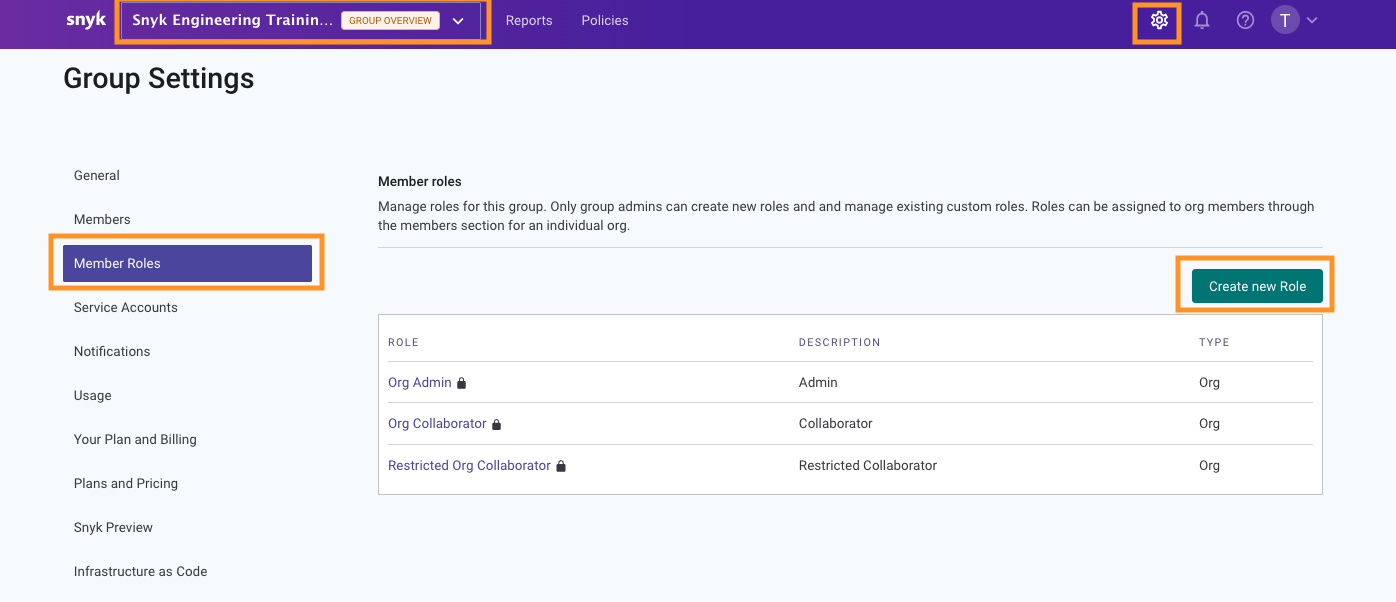 snyk Snyk Engineering Trainin... GROUP OVERVIEW Reports Policies T
Group Settings
General
Members
Member Roles
Service Accounts
Notifications
Usage
Your Plan and Billing
Plans and Pricing
Snyk Preview
Infrastructure as Code
Member roles
Manage roles for this group. Only group admins can create new roles and and manage existing custom roles. Roles can be assigned to org members through
the members section for an individual org.
Create new Role
ROLE DESCRIPTION TYPE
Org Admin Admin Org
Org Collaborator Collaborator Org
Restricted Org Collaborator Restricted Collaborator Org